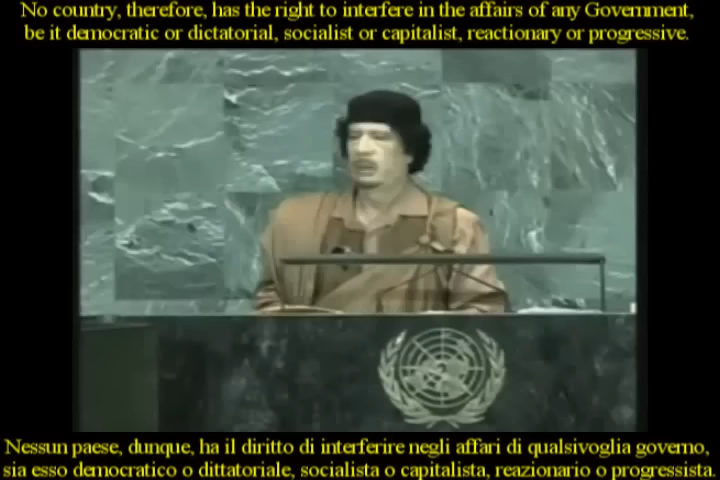 No country, therefore, has the right to interfere in the affairs of any Government,
be it democratic or dictatorial, socialist or capitalist, reactionary or progressive.
Nessun paese, dunque, ha il diritto di interferire negli affari di qualsivoglia governo,
sia esso democratico o dittatoriale, socialista o capitalista, reazionario o progressista.